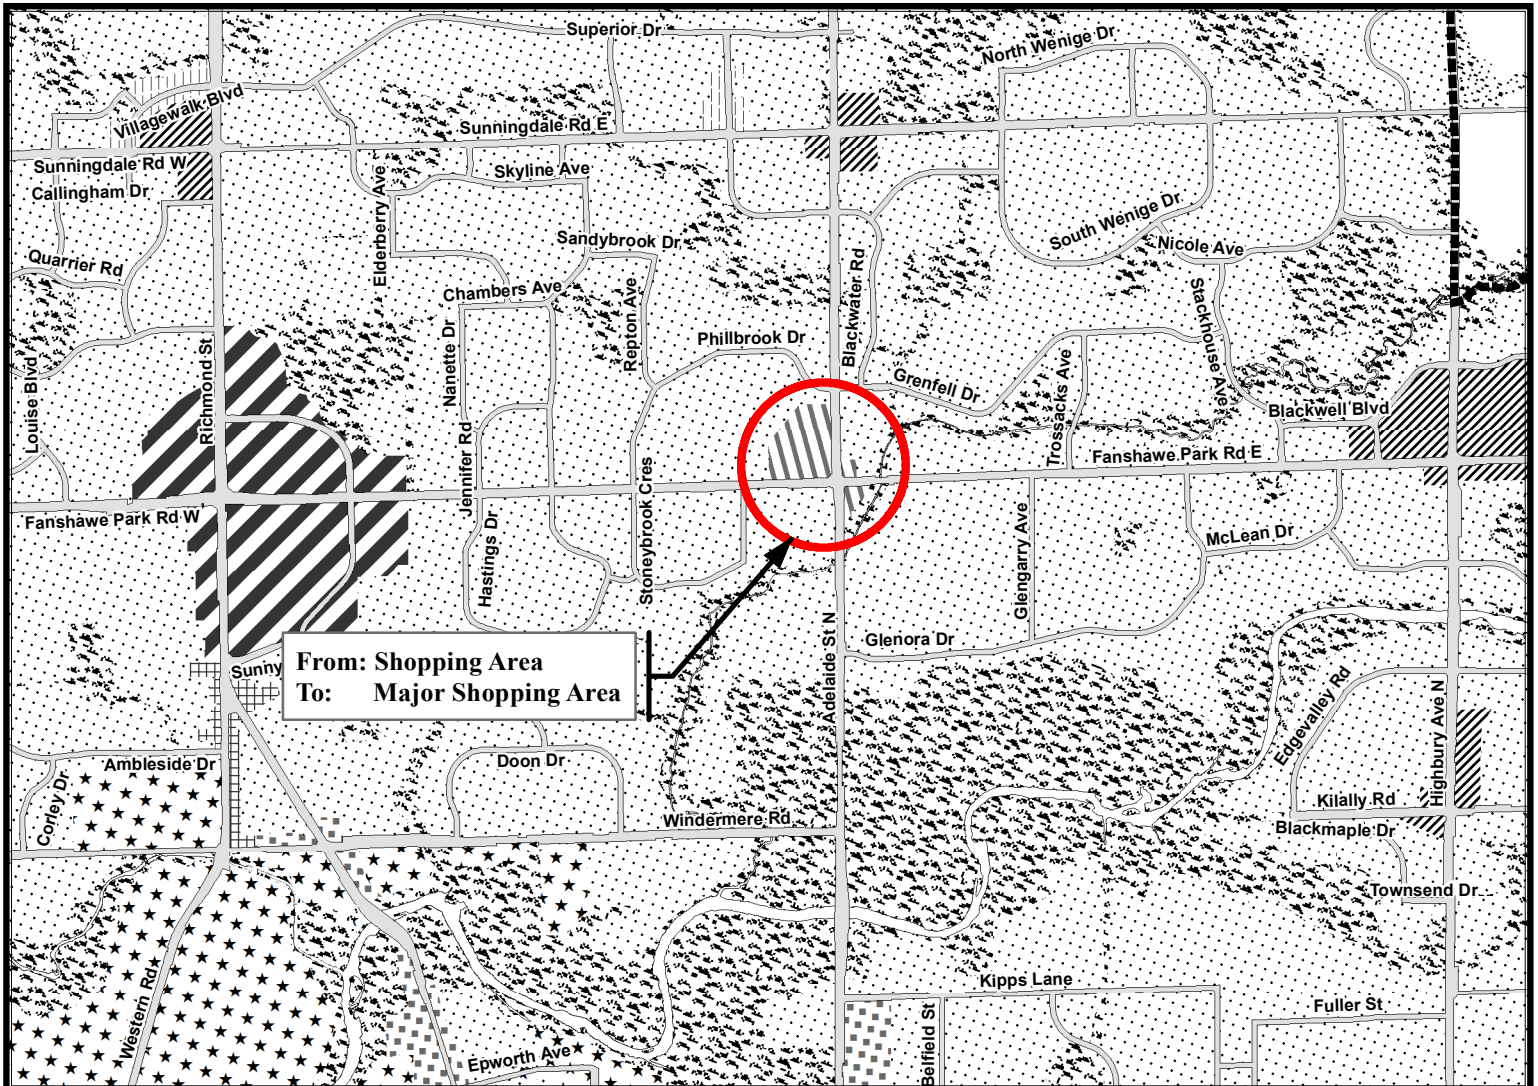 Superior Dr
North Wenige Dr
Villagewalk Blvd
Sunningdale Rd E
Sunningdale Rd W
Skyline Ave
Callingham Dr
Elderberry Ave
South Wenige Dr
Sandybrook Dr
Nicole Ave
Quarrier Rd
Chambers Ave
Repton Ave
Blackwater Rd
Stackhouse Ave
Nanette Dr
Phillbrook Dr
Richmond St
Louise Blvd
Grenfell Dr
Trossacks Ave
Blackwell Blvd
Jennifer Rd
Fanshawe Park Rd E
Stoneybrook Cres
Fanshawe Park Rd W
Hastings Dr
Glengarry Ave
McLean Dr
Adelaide St N
Glenora Dr
Sunny
From: Shopping Area
To: Major Shopping Area
Edgevalley Rd
Highbury Ave N
Ambleside Dr
Doon Dr
Corley Dr
Windermere Rd
Kilally Rd
Blackmaple Dr
Townsend Dr
Western Rd
Kipps Lane
Fuller St
Belfield St
Epworth Ave